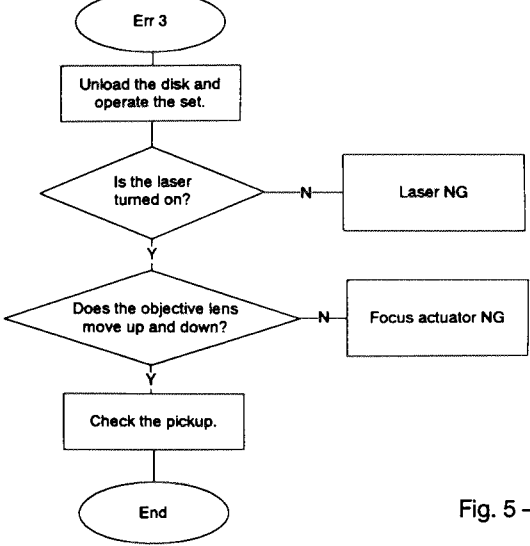 Err 3
Unload the disk and
operate the set.
Is the laser
turned on?
N
Laser NG
Y
Does the objective lens
move up and down?
N
Focus actuator NG
Y
Check the pickup.
End
Fig. 5 –